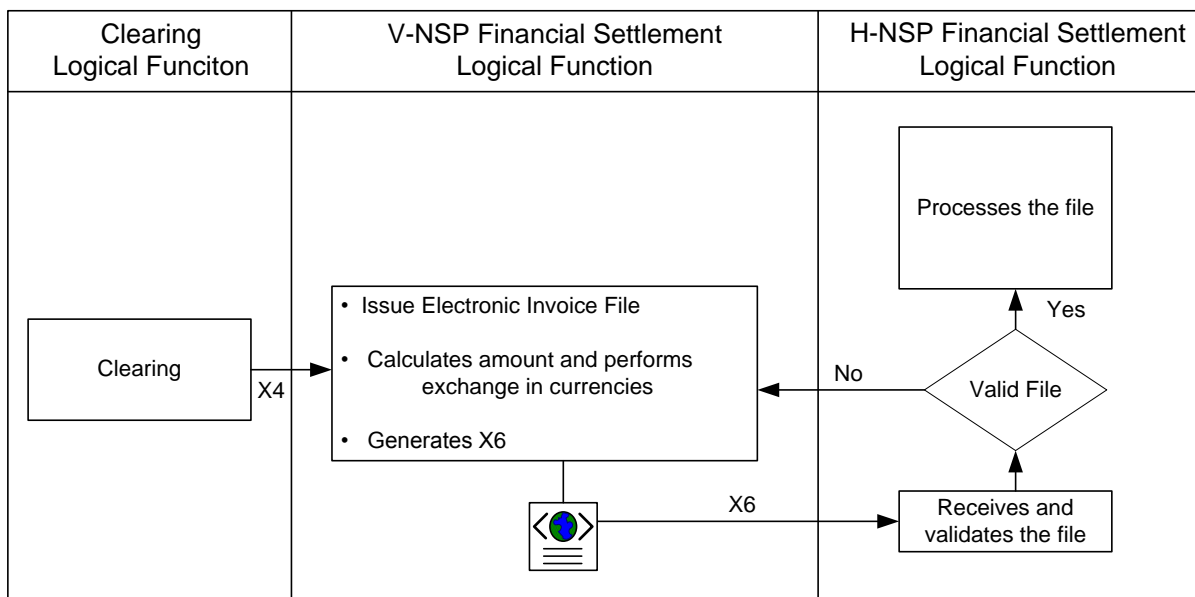 Clearing
Logical Funciton
V-NSP Financial Settlement
Logical Function
H-NSP Financial Settlement
Logical Function
Clearing
X4
• Issue Electronic Invoice File
• Calculates amount and performs
exchange in currencies
• Generates X6
X6
Receives and
validates the file
Valid File
No
Yes
Processes the file